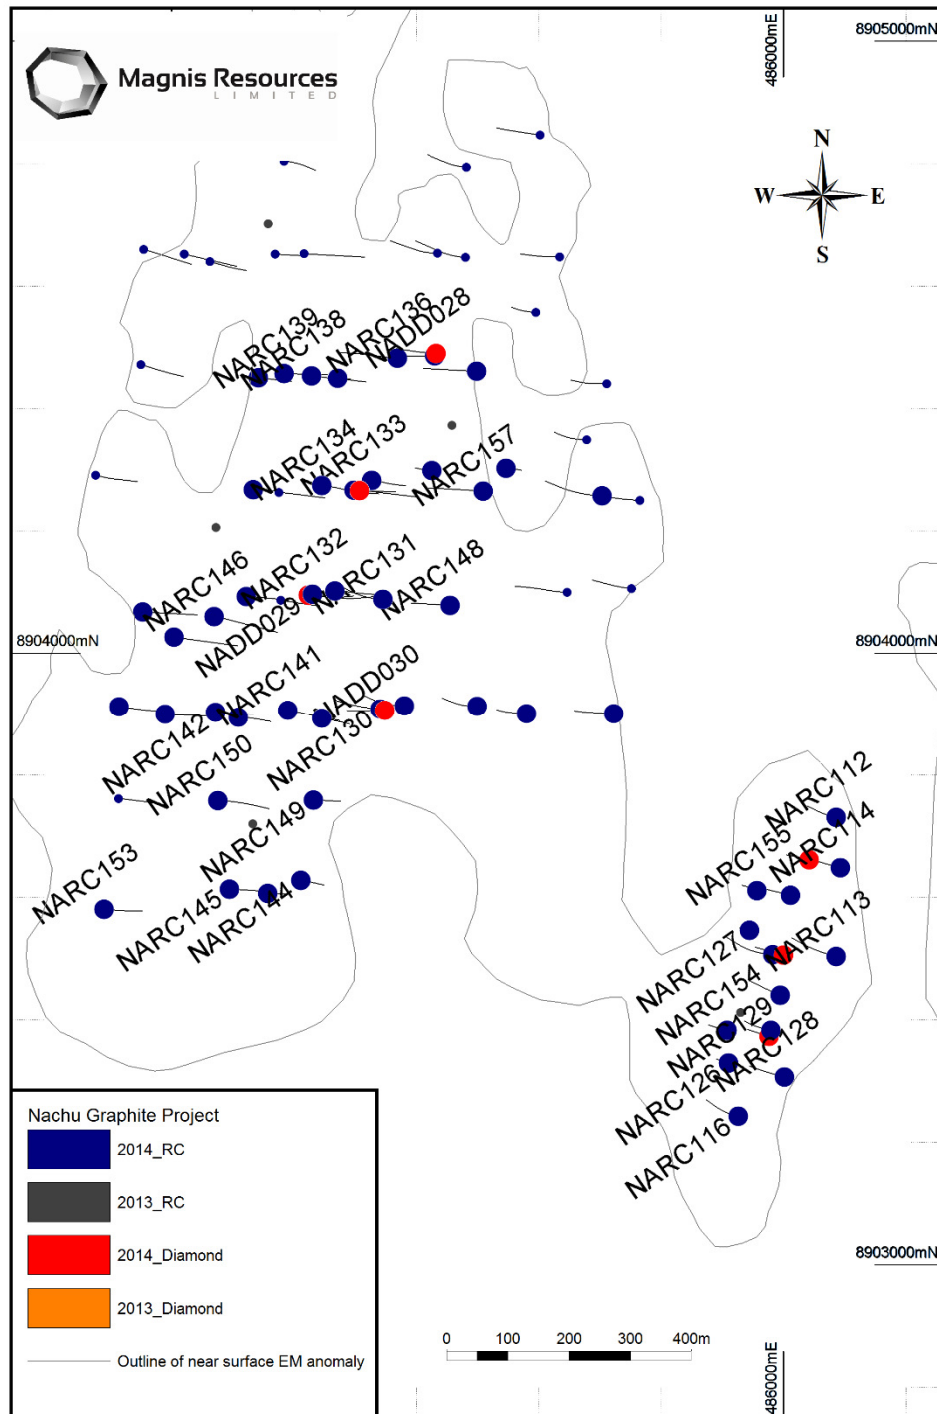 8905000mN
486000mE
Magnis Resources
LIMITED
N
W E
S
NARC139
NARC138
NARC136
NADD028
NARC134
NARC133
NARC157
NARC146
NARC132
NADD029
NARC131
NARC148
8904000mN
8904000mN
NARC142
NARC141
NADD030
NARC150
NARC130
NARC149
NARC153
NARC145
NARC144
NARC112
NARC155
NARC114
NARC127
NARC113
NARC154
NARC129
NARC126
NARC128
NARC116
Nachu Graphite Project
2014_RC
2013_RC
2014_Diamond
2013_Diamond
Outline of near surface EM anomaly
8903000mN
0 100 200 300 400m
486000mE